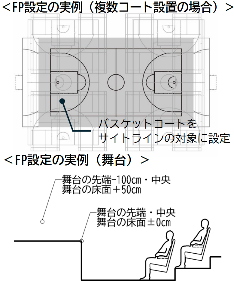 ＜FP設定の実例（複数コート設置の場合）＞
バスケットコートを
サイトラインの対象に設定
＜FP設定の実例（舞台）＞
舞台の先端-100cm・中央
舞台の床面＋50cm
舞台の先端・中央
舞台の床面±0cm